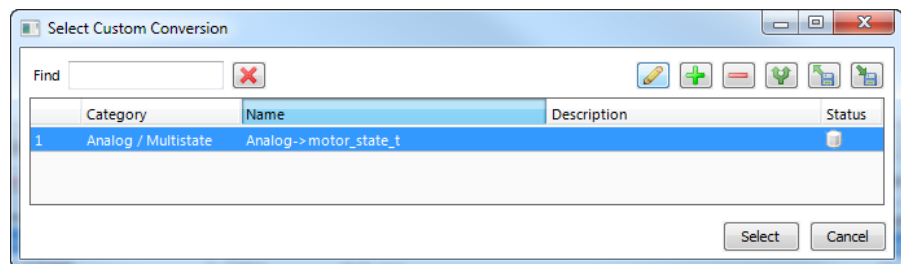 Select Custom Conversion
Find
Category Name Description Status
1 Analog / Multistate Analog->motor_state_t
Select Cancel